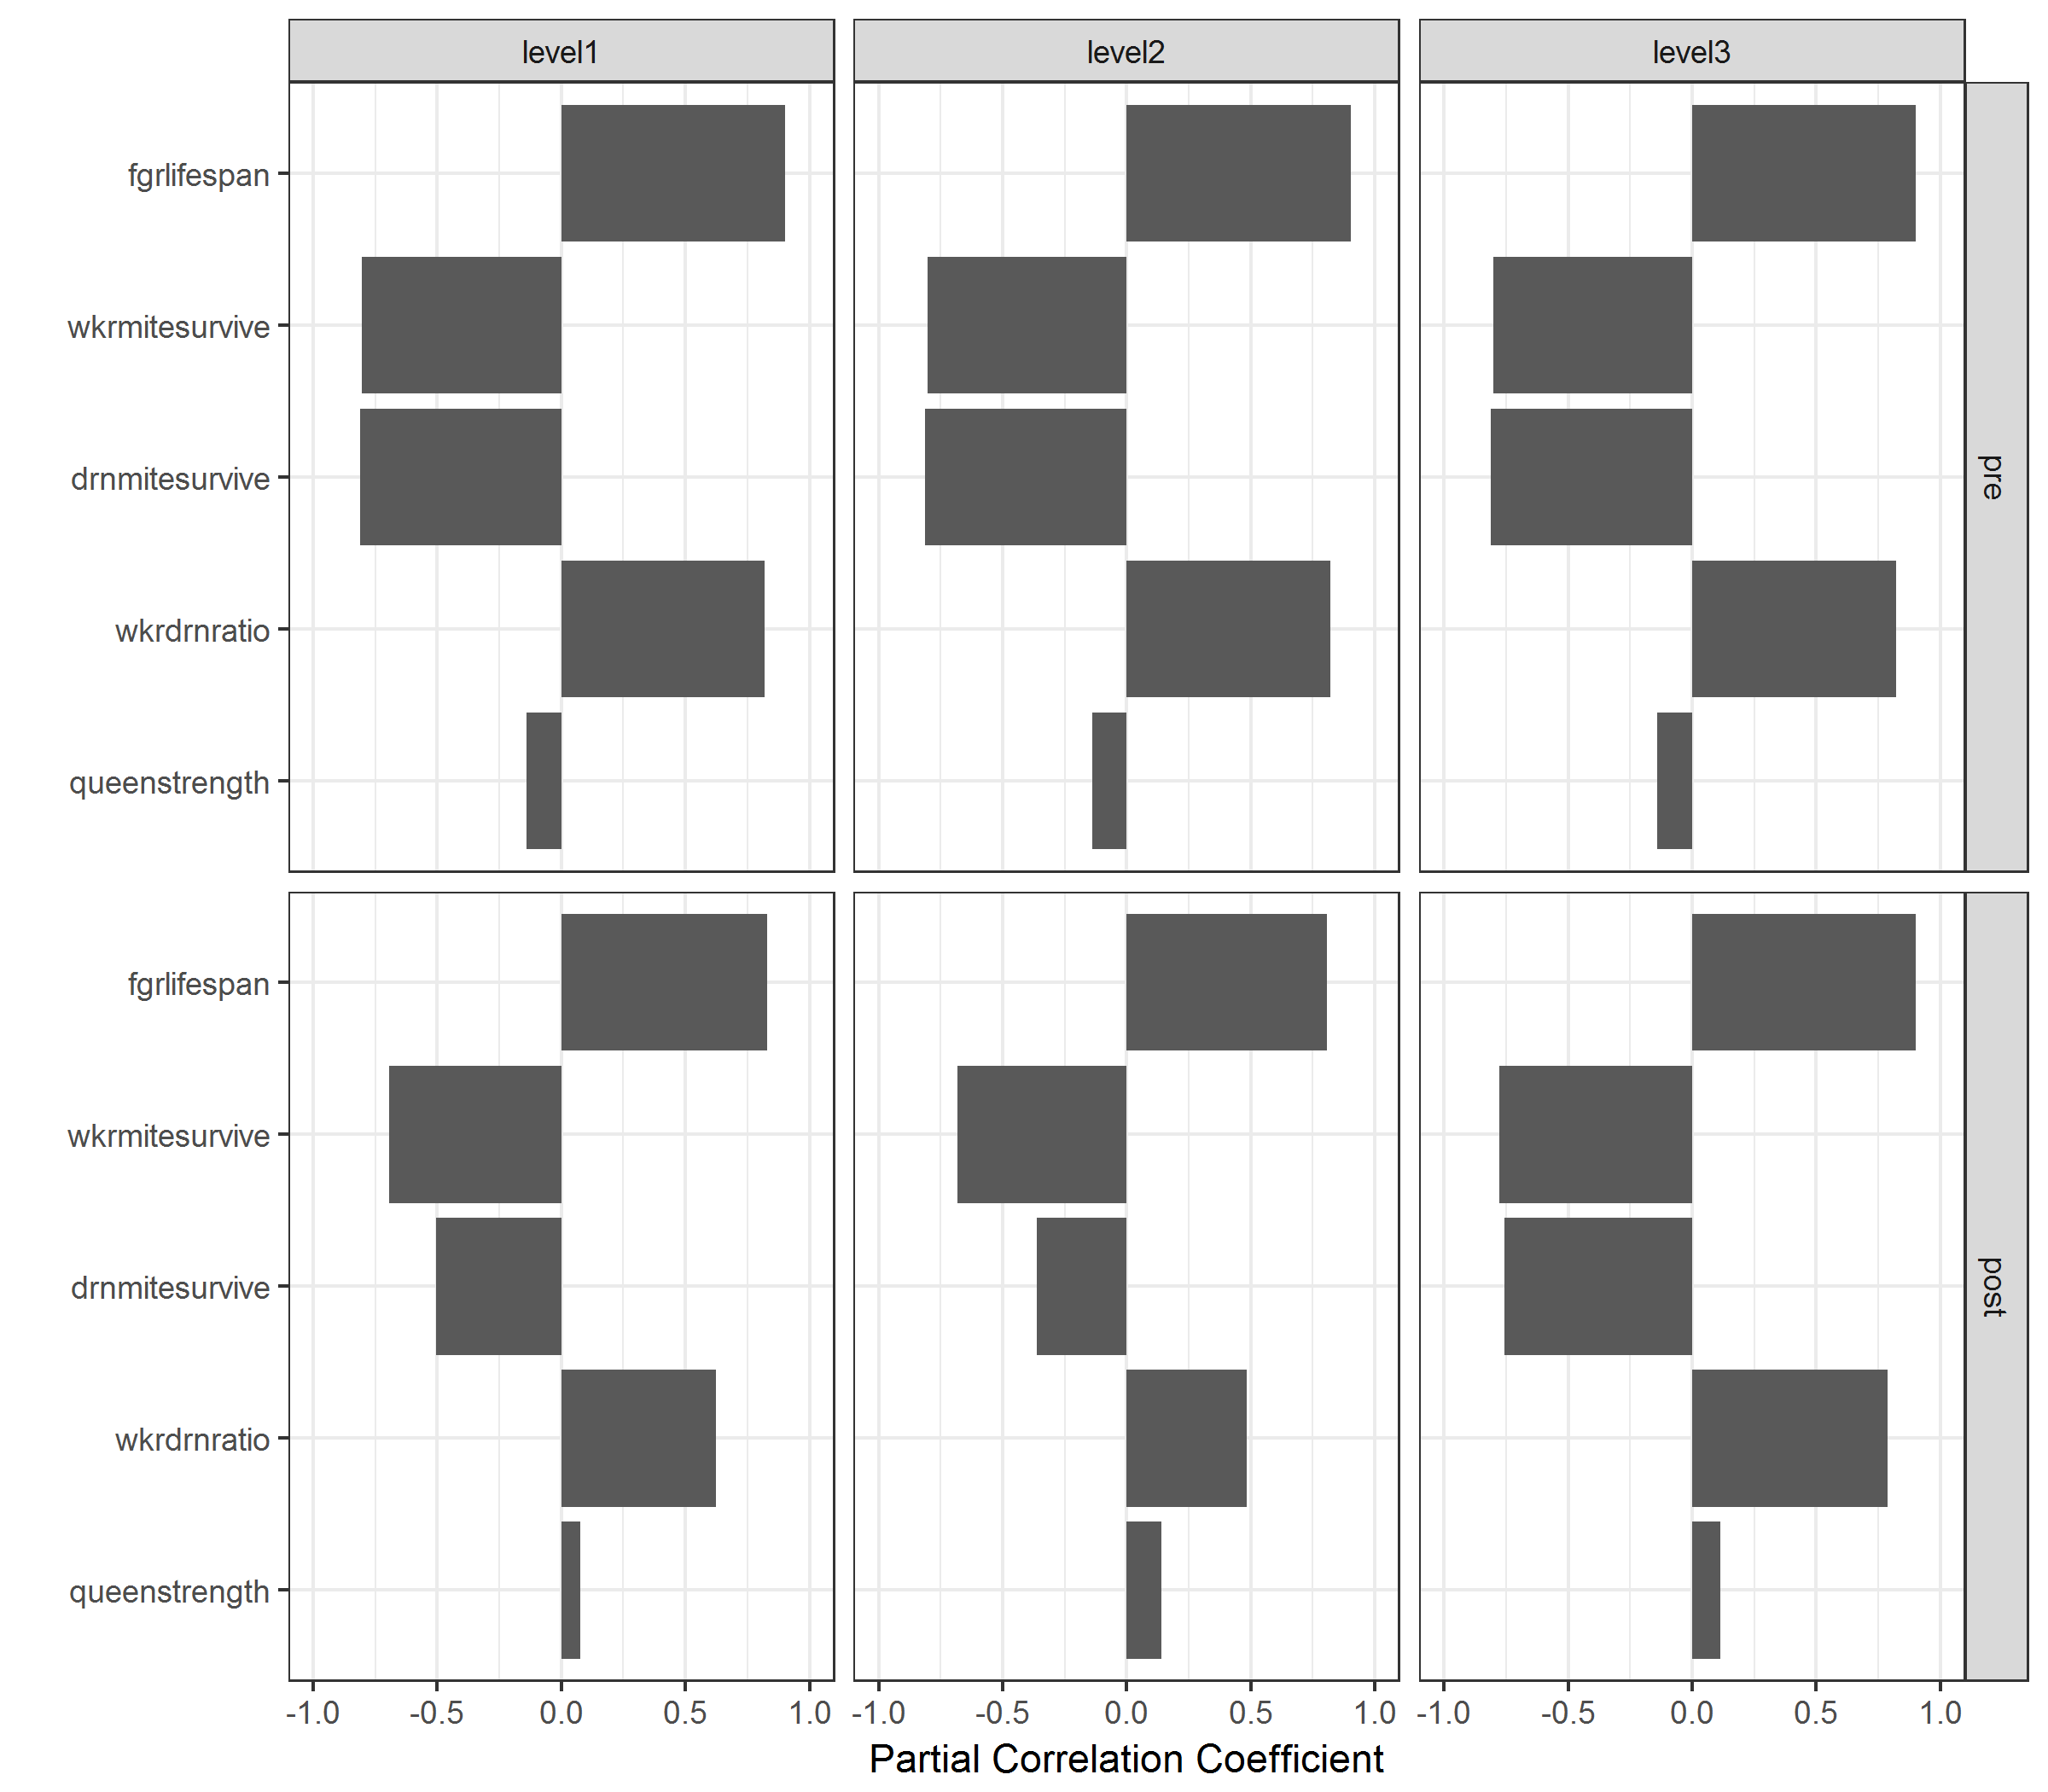 level1 level2 level3
fgrlifespan
wkrmitesurvive
drnmitesurvive
wkrdrnratio
queenstrength
pre
fgrlifespan
wkrmitesurvive
drnmitesurvive
wkrdrnratio
queenstrength
post
-1.0 -0.5 0.0 0.5 1.0 -1.0 -0.5 0.0 0.5 1.0 -1.0 -0.5 0.0 0.5 1.0
Partial Correlation Coefficient